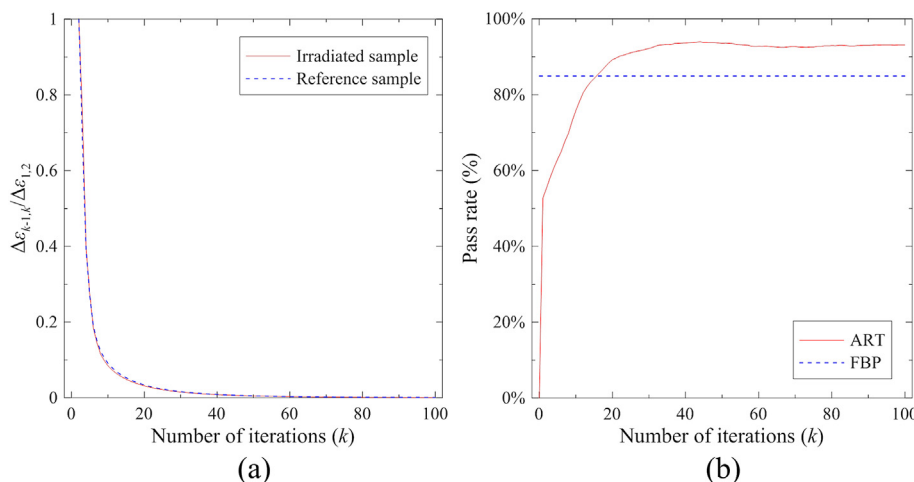 1
0.8
0.6
0.4
0.2
0
0 20 40 60 80 100
Δε_{k-1,k}/Δε_{1,2}
Number of iterations (k)
Irradiated sample
Reference sample
(a)
100%
80%
60%
40%
20%
0%
0 20 40 60 80 100
Pass rate (%)
Number of iterations (k)
ART
FBP
(b)